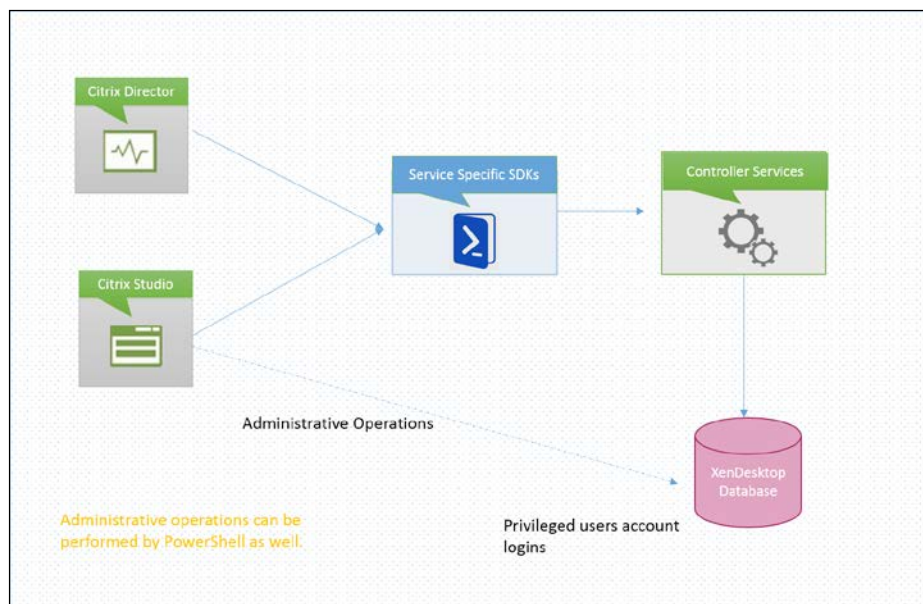 Citrix Director
Service Specific SDKs
Controller Services
Citrix Studio
Administrative Operations
XenDesktop
Database
Administrative operations can be
performed by PowerShell as well.
Privileged users account
logins